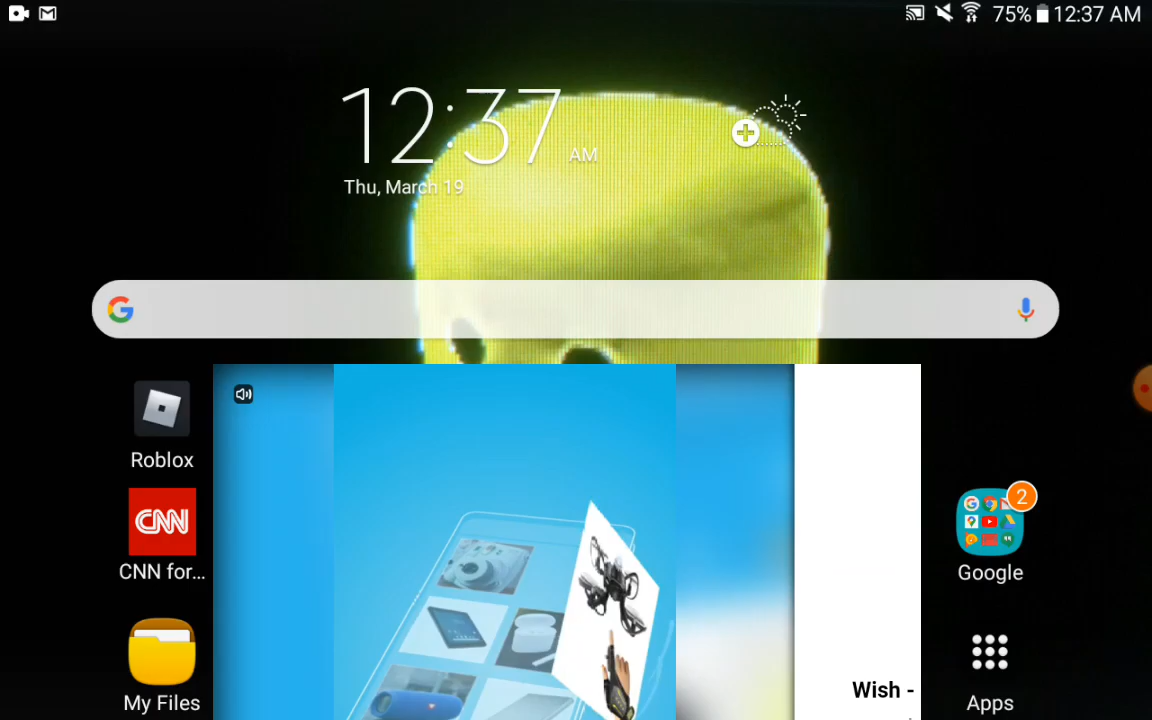 75% 12:37 AM
12:37 AM
Thu, March 19
Roblox
CNN
CNN for...
2
Google
My Files
Wish -
Apps